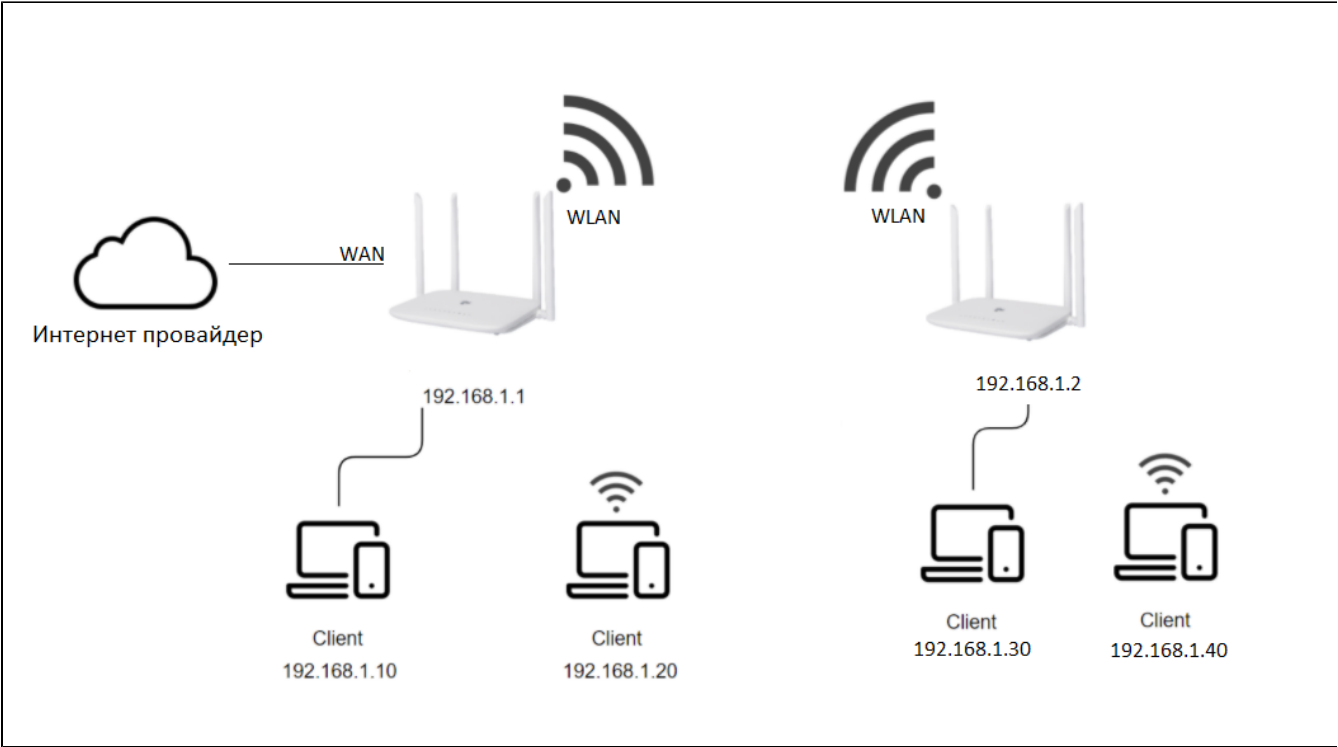 WLAN
WLAN
WAN
Интернет провайдер
192.168.1.1
192.168.1.2
Client
192.168.1.10
Client
192.168.1.20
Client
192.168.1.30
Client
192.168.1.40